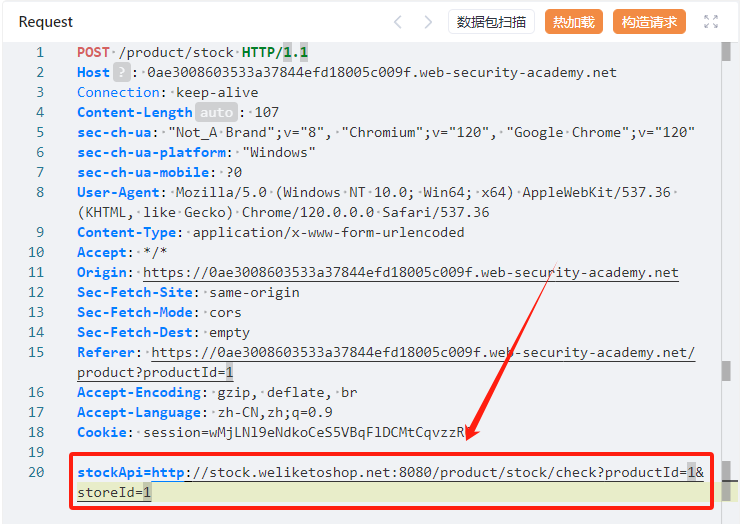 Request
数据包扫描
热加载
构造请求
1 POST /product/stock HTTP/1.1
2 Host ? : 0ae3008603533a37844efd18005c009f.web-security-academy.net
3 Connection: keep-alive
4 Content-Length auto : 107
5 sec-ch-ua: "Not_A Brand";v="8", "Chromium";v="120", "Google Chrome";v="120"
6 sec-ch-ua-platform: "Windows"
7 sec-ch-ua-mobile: ?0
8 User-Agent: Mozilla/5.0 (Windows NT 10.0; Win64; x64) AppleWebKit/537.36
(KHTML, like Gecko) Chrome/120.0.0.0 Safari/537.36
9 Content-Type: application/x-www-form-urlencoded
10 Accept: */*
11 Origin: https://0ae3008603533a37844efd18005c009f.web-security-academy.net
12 Sec-Fetch-Site: same-origin
13 Sec-Fetch-Mode: cors
14 Sec-Fetch-Dest: empty
15 Referer: https://0ae3008603533a37844efd18005c009f.web-security-academy.net/
product?productId=1
16 Accept-Encoding: gzip, deflate, br
17 Accept-Language: zh-CN,zh;q=0.9
18 Cookie: session=wMjLNl9eNdkoCeS5VBqFlDCMtCqvzzR
19
20 stockApi=http://stock.weliketoshop.net:8080/product/stock/check?productId=1&
storeId=1